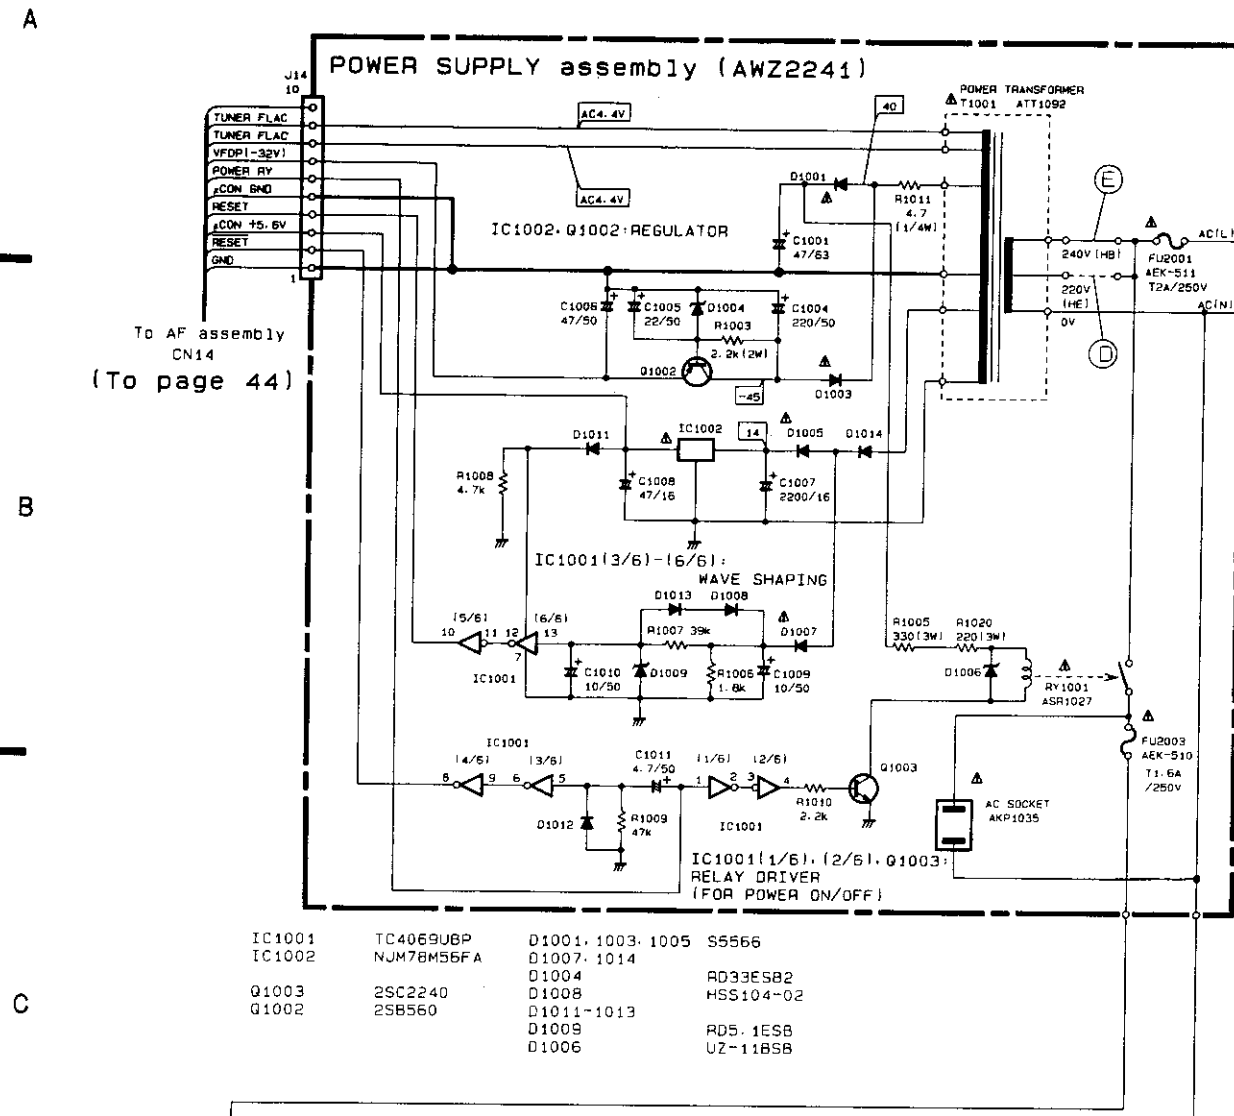 A
POWER SUPPLY assembly (AWZ2241)
J14
10
TUNER FLAC
TUNER FLAC
VFDP(-32V)
POWER RY
μCON GND
RESET
μCON +5.6V
RESET
GND
1
To AF assembly
CN14
(To page 44)
AC4.4V
AC4.4V
40
POWER TRANSFORMER
T1001 ATT1092
IC1002, Q1002:REGULATOR
D1001
R1011
4.7
(1/4W)
C1001
47/63
E
240V(HB)
220V
(HE)
0V
D
FU2001
AEK-511
T2A/250V
AC(L)
AC(N)
C1006
47/50
C1005
22/50
D1004
C1004
220/50
R1003
2.2k(2W)
Q1002
-45
D1003
B
D1011
IC1002
14
D1005
D1014
R1008
4.7k
C1008
47/16
C1007
2200/16
IC1001(3/6)-(6/6):
WAVE SHAPING
D1013
D1008
(5/6)
(6/6)
10
11
12
13
7
IC1001
R1007 39k
D1007
C1010
10/50
D1009
R1006
1.8k
C1009
10/50
R1005
330(3W)
R1020
220(3W)
D1006
RY1001
ASR1027
IC1001
(4/6)
(3/6)
8
9
6
5
C1011
4.7/50
(1/6)
(2/6)
1
2
3
4
IC1001
D1012
R1009
47k
R1010
2.2k
Q1003
FU2003
AEK-510
T1.6A
/250V
AC SOCKET
AKP1035
IC1001(1/6), (2/6), Q1003:
RELAY DRIVER
(FOR POWER ON/OFF)
C
IC1001 TC4069UBP
IC1002 NJM78M56FA
Q1003 2SC2240
Q1002 2SB560
D1001, 1003, 1005 S5566
D1007, 1014
D1004 RD33ESB2
D1008 HSS104-02
D1011-1013
D1009 RD5.1ESB
D1006 UZ-11BSB